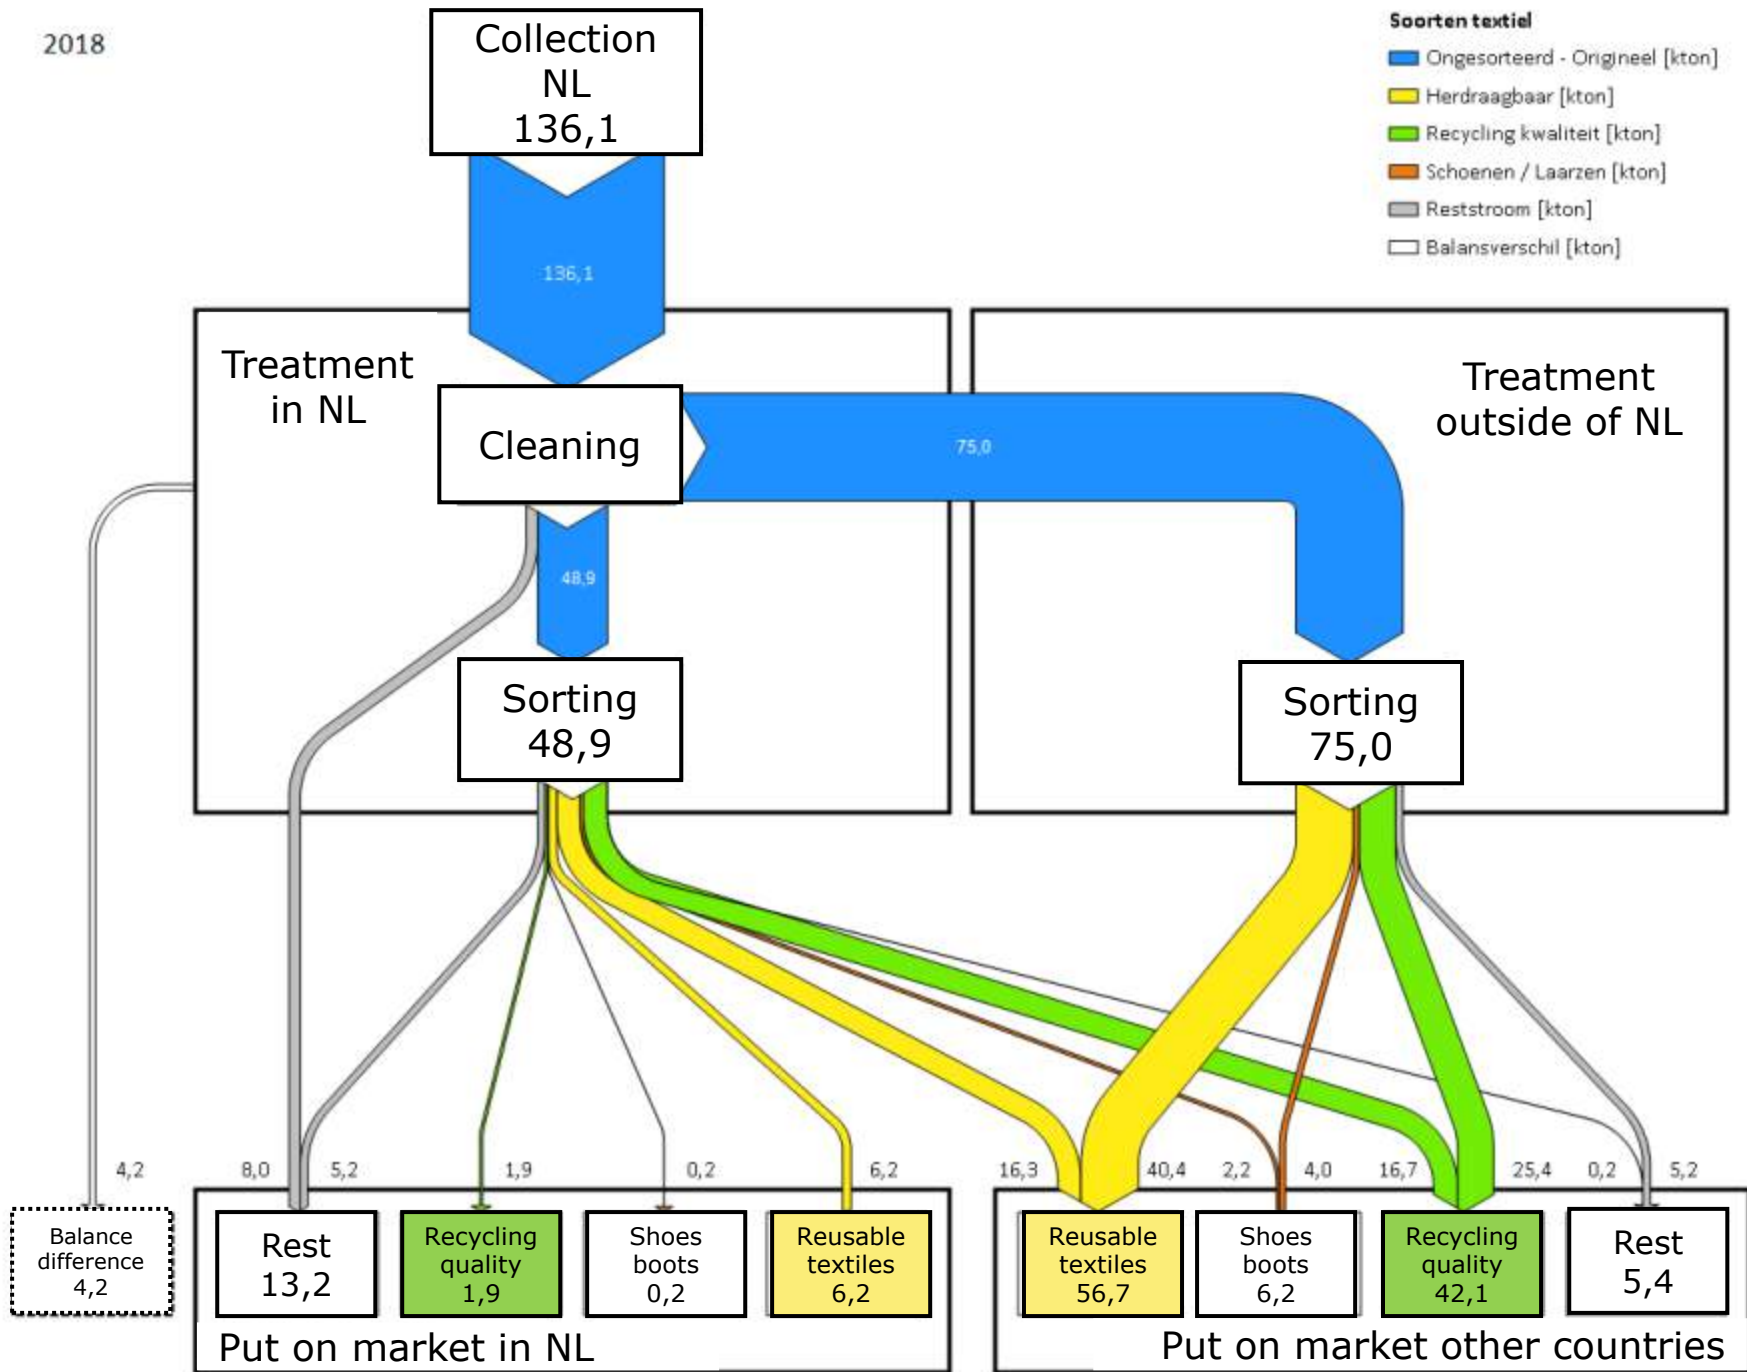 2018
Collection
NL
136,1
Soorten textiel
Ongesorteerd - Origineel [kton]
Herdraagbaar [kton]
Recycling kwaliteit [kton]
Schoenen / Laarzen [kton]
Reststroom [kton]
Balansverschil [kton]
136,1
Treatment
in NL
Treatment
outside of NL
Cleaning
75,0
48,9
Sorting
48,9
Sorting
75,0
4,2
8,0
5,2
1,9
0,2
6,2
16,3
40,4
2,2
4,0
16,7
25,4
0,2
5,2
Balance
difference
4,2
Rest
13,2
Recycling
quality
1,9
Shoes
boots
0,2
Reusable
textiles
6,2
Reusable
textiles
56,7
Shoes
boots
6,2
Recycling
quality
42,1
Rest
5,4
Put on market in NL
Put on market other countries